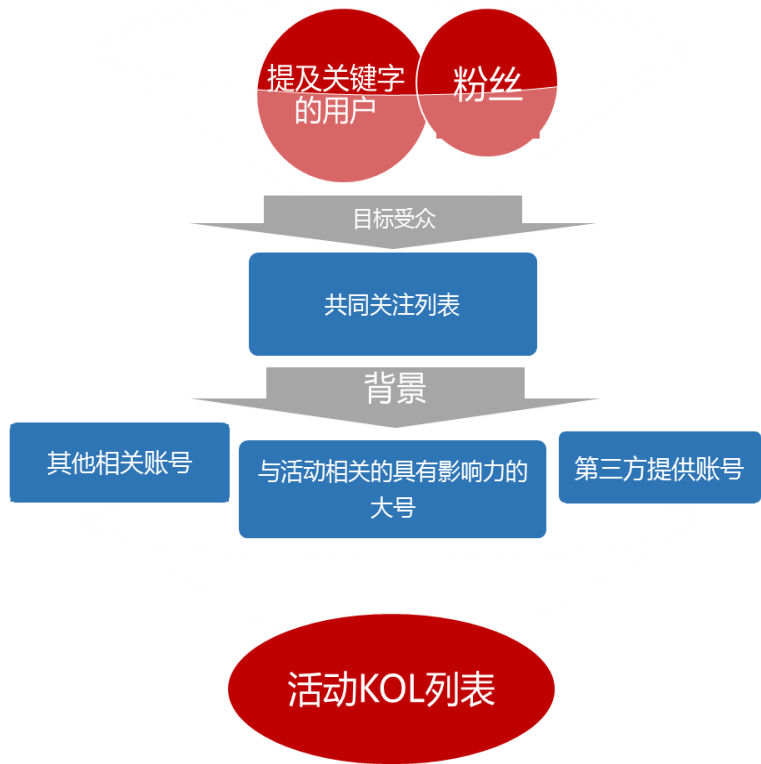 提及关键字
的用户
粉丝
目标受众
共同关注列表
背景
其他相关账号
与活动相关的具有影响力的
大号
第三方提供账号
活动KOL列表